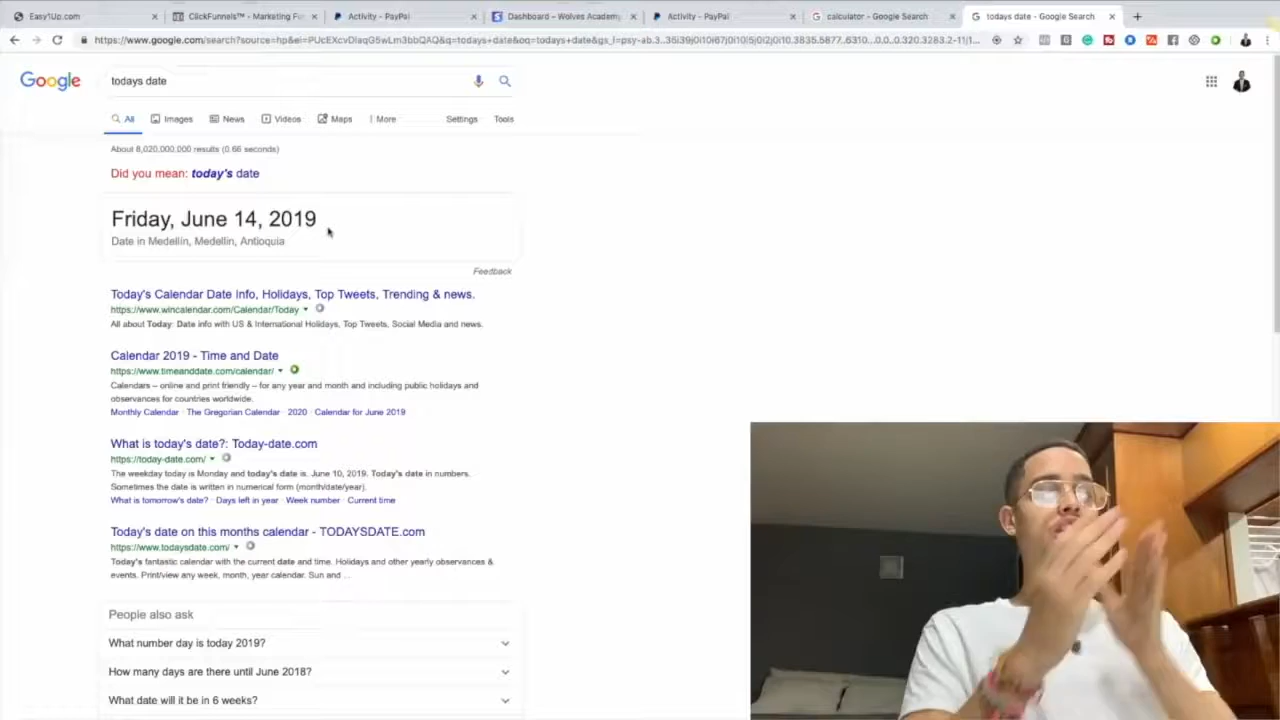 Easy1Up.com
ClickFunnels™ - Marketing Fu
Activity - PayPal
Dashboard – Wolves Academy
Activity - PayPal
calculator - Google Search
todays date - Google Search
Google
todays date
All
Images
News
Videos
Maps
More
Settings
Tools
About 8,020,000,000 results (0.66 seconds)
Did you mean: today's date
Friday, June 14, 2019
Date in Medellín, Medellin, Antioquia
Feedback
Today's Calendar Date Info, Holidays, Top Tweets, Trending & news.
https://www.wincalendar.com/Calendar/Today
All about Today: Date info with US & International Holidays, Top Tweets, Social Media and news.
Calendar 2019 - Time and Date
https://www.timeanddate.com/calendar/
Calendars – online and print friendly – for any year and month and including public holidays and
observances for countries worldwide.
Monthly Calendar · The Gregorian Calendar · 2020 · Calendar for June 2019
What is today's date?: Today-date.com
https://today-date.com/
The weekday today is Monday and today's date is, June 10, 2019. Today's date in numbers.
Sometimes the date is written in numerical form (month/date/year).
What is tomorrow's date? · Days left in year · Week number · Current time
Today's date on this months calendar - TODAYSDATE.com
https://www.todaysdate.com/
Today's fantastic calendar with the current date and time. Holidays and other yearly observances &
events. Print/view any week, month, year calendar. Sun and ...
People also ask
What number day is today 2019?
How many days are there until June 2018?
What date will it be in 6 weeks?